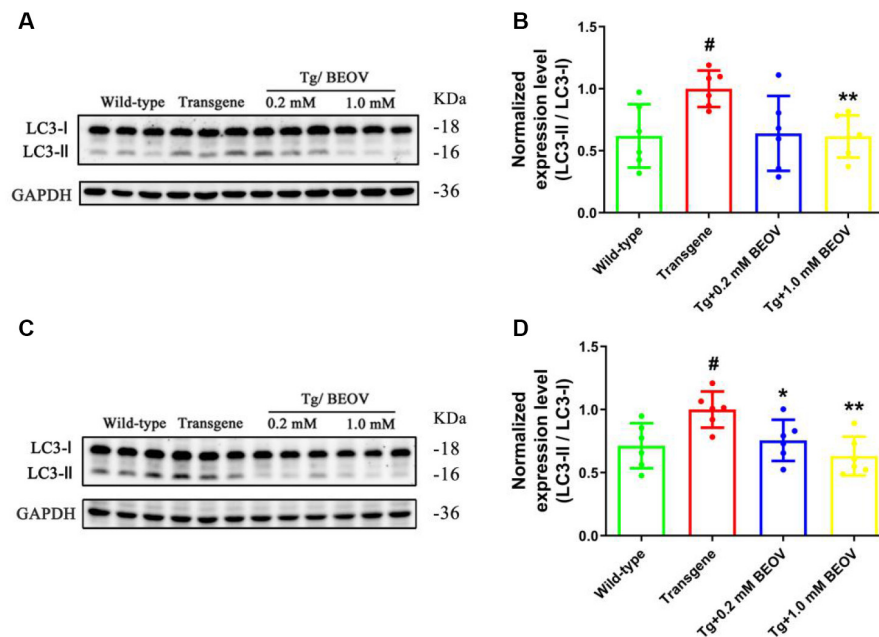 A
Tg/ BEOV
Wild-type Transgene 0.2 mM 1.0 mM KDa
LC3-I -18
LC3-II -16
GAPDH -36
B
Normalized
expression level
(LC3-II / LC3-I)
1.5
1.0
0.5
0.0
#
**
Wild-type
Transgene
Tg+0.2 mM BEOV
Tg+1.0 mM BEOV
C
Tg/ BEOV
Wild-type Transgene 0.2 mM 1.0 mM KDa
LC3-I -18
LC3-II -16
GAPDH -36
D
Normalized
expression level
(LC3-II / LC3-I)
1.5
1.0
0.5
0.0
#
*
**
Wild-type
Transgene
Tg+0.2 mM BEOV
Tg+1.0 mM BEOV